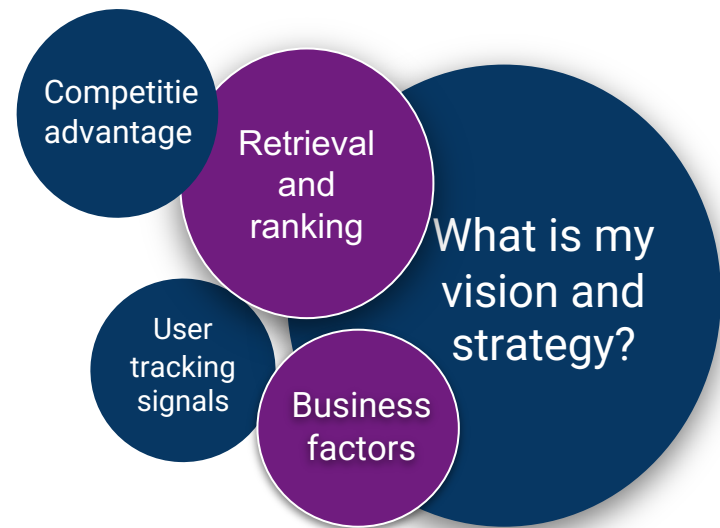 Competitie
advantage
Retrieval
and
ranking
What is my
vision and
strategy?
User
tracking
signals
Business
factors